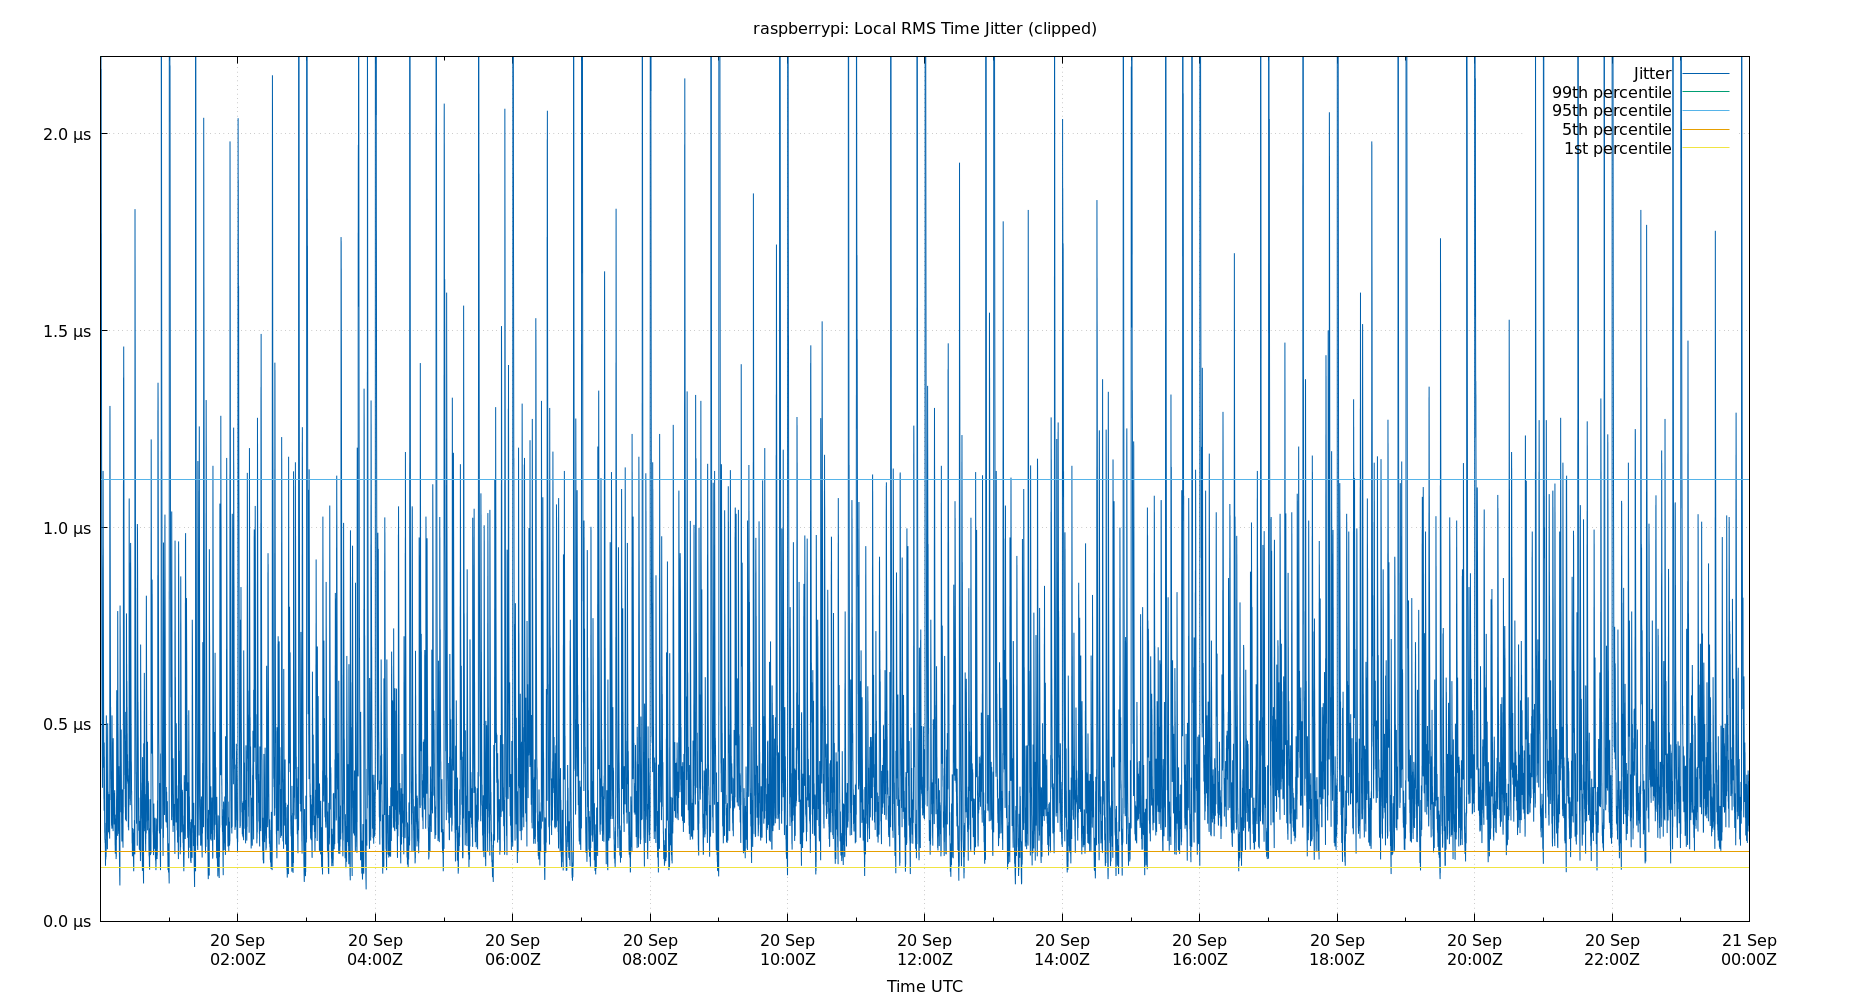 raspberrypi: Local RMS Time Jitter (clipped)
Jitter
99th percentile
95th percentile
5th percentile
1st percentile
2.0 µs
1.5 µs
1.0 µs
0.5 µs
0.0 µs
20 Sep 20 Sep 20 Sep 20 Sep 20 Sep 20 Sep 20 Sep 20 Sep 20 Sep 20 Sep 20 Sep 21 Sep
02:00Z 04:00Z 06:00Z 08:00Z 10:00Z 12:00Z 14:00Z 16:00Z 18:00Z 20:00Z 22:00Z 00:00Z
Time UTC